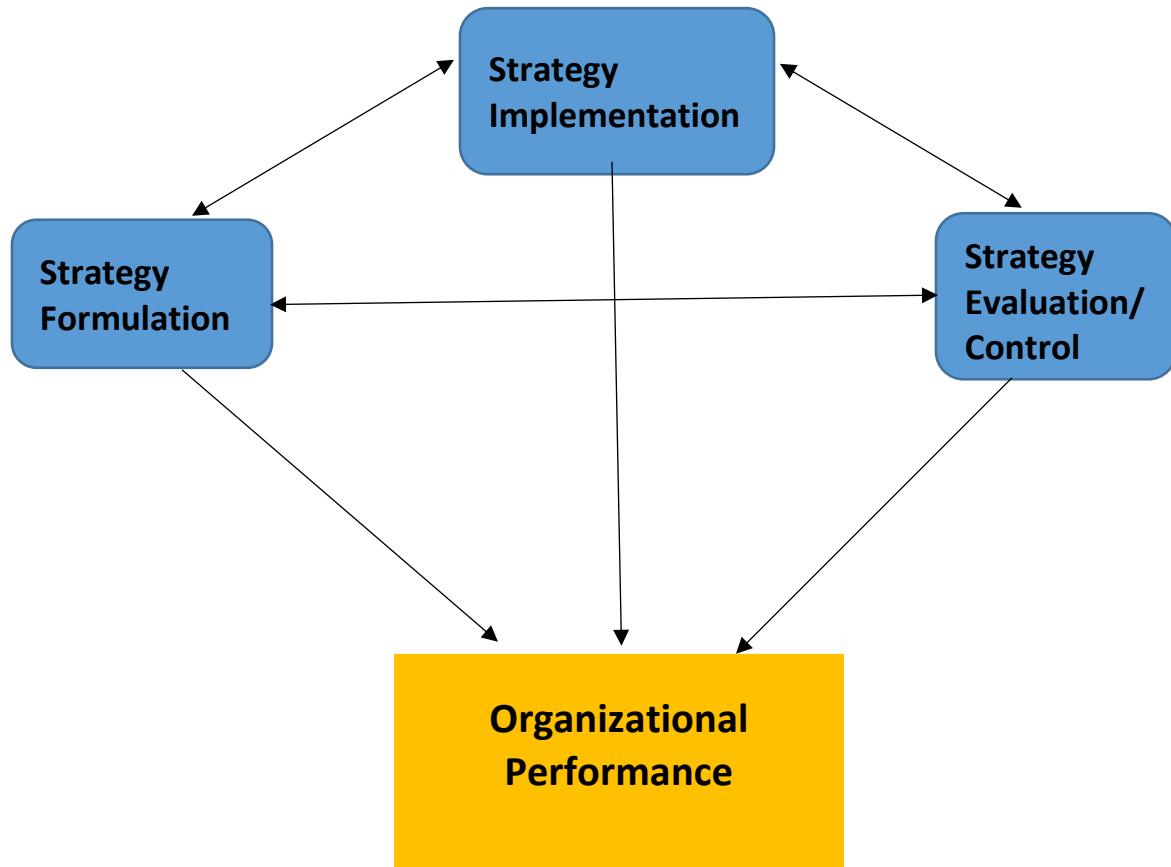 Strategy
Implementation
Strategy
Formulation
Strategy
Evaluation/
Control
Organizational
Performance